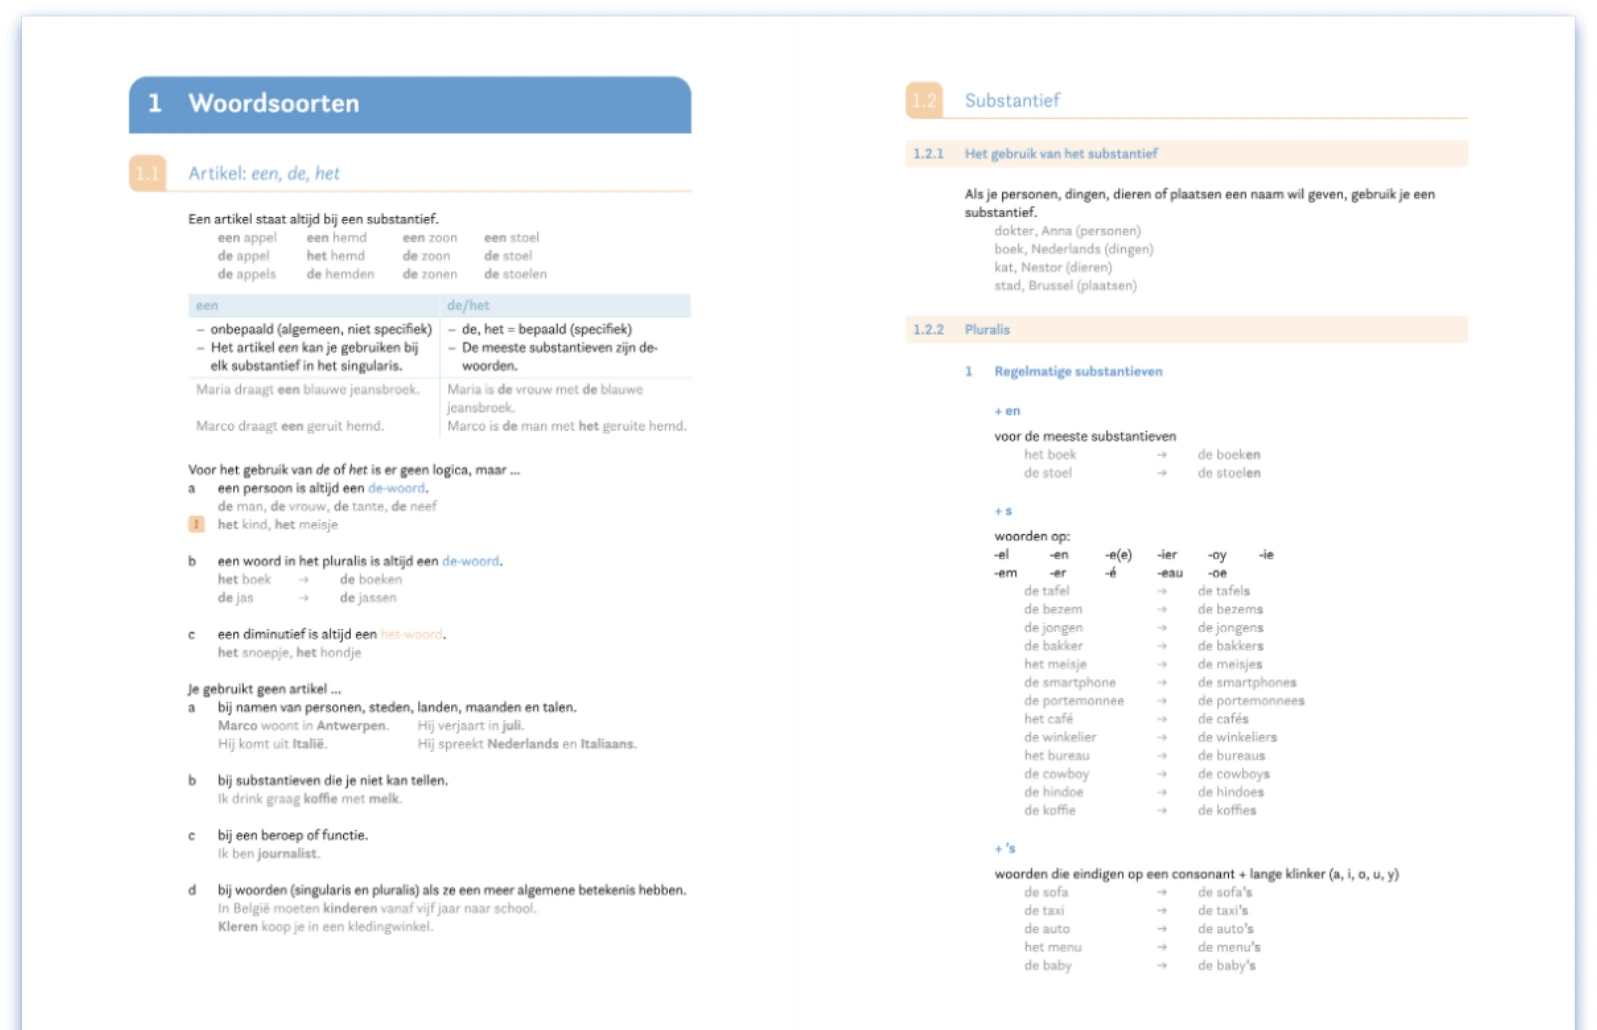 1 Woordsoorten
1.1 Artikel: een, de, het
Een artikel staat altijd bij een substantief.
een appel een hemd een zoon een stoel
de appel het hemd de zoon de stoel
de appels de hemden de zonen de stoelen
een de/het
– onbepaald (algemeen, niet specifiek) – de, het = bepaald (specifiek)
– Het artikel een kan je gebruiken bij – De meeste substantieven zijn de-
elk substantief in het singularis. woorden.
Maria draagt een blauwe jeansbroek. Maria is de vrouw met de blauwe
jeansbroek.
Marco draagt een geruit hemd. Marco is de man met het geruite hemd.
Voor het gebruik van de of het is er geen logica, maar ...
a een persoon is altijd een de-woord.
de man, de vrouw, de tante, de neef
! het kind, het meisje
b een woord in het pluralis is altijd een de-woord.
het boek → de boeken
de jas → de jassen
c een diminutief is altijd een het-woord.
het snoepje, het hondje
Je gebruikt geen artikel ...
a bij namen van personen, steden, landen, maanden en talen.
Marco woont in Antwerpen. Hij verjaart in juli.
Hij komt uit Italië. Hij spreekt Nederlands en Italiaans.
b bij substantieven die je niet kan tellen.
Ik drink graag koffie met melk.
c bij een beroep of functie.
Ik ben journalist.
d bij woorden (singularis en pluralis) als ze een meer algemene betekenis hebben.
In België moeten kinderen vanaf vijf jaar naar school.
Kleren koop je in een kledingwinkel.
1.2 Substantief
1.2.1 Het gebruik van het substantief
Als je personen, dingen, dieren of plaatsen een naam wil geven, gebruik je een
substantief.
dokter, Anna (personen)
boek, Nederlands (dingen)
kat, Nestor (dieren)
stad, Brussel (plaatsen)
1.2.2 Pluralis
1 Regelmatige substantieven
+ en
voor de meeste substantieven
het boek → de boeken
de stoel → de stoelen
+ s
woorden op:
-el -en -e(e) -ier -oy -ie
-em -er -é -eau -oe
de tafel → de tafels
de bezem → de bezems
de jongen → de jongens
de bakker → de bakkers
het meisje → de meisjes
de smartphone → de smartphones
de portemonnee → de portemonnees
het café → de cafés
de winkelier → de winkeliers
het bureau → de bureaus
de cowboy → de cowboys
de hindoe → de hindoes
de koffie → de koffies
+ 's
woorden die eindigen op een consonant + lange klinker (a, i, o, u, y)
de sofa → de sofa's
de taxi → de taxi's
de auto → de auto's
het menu → de menu's
de baby → de baby's